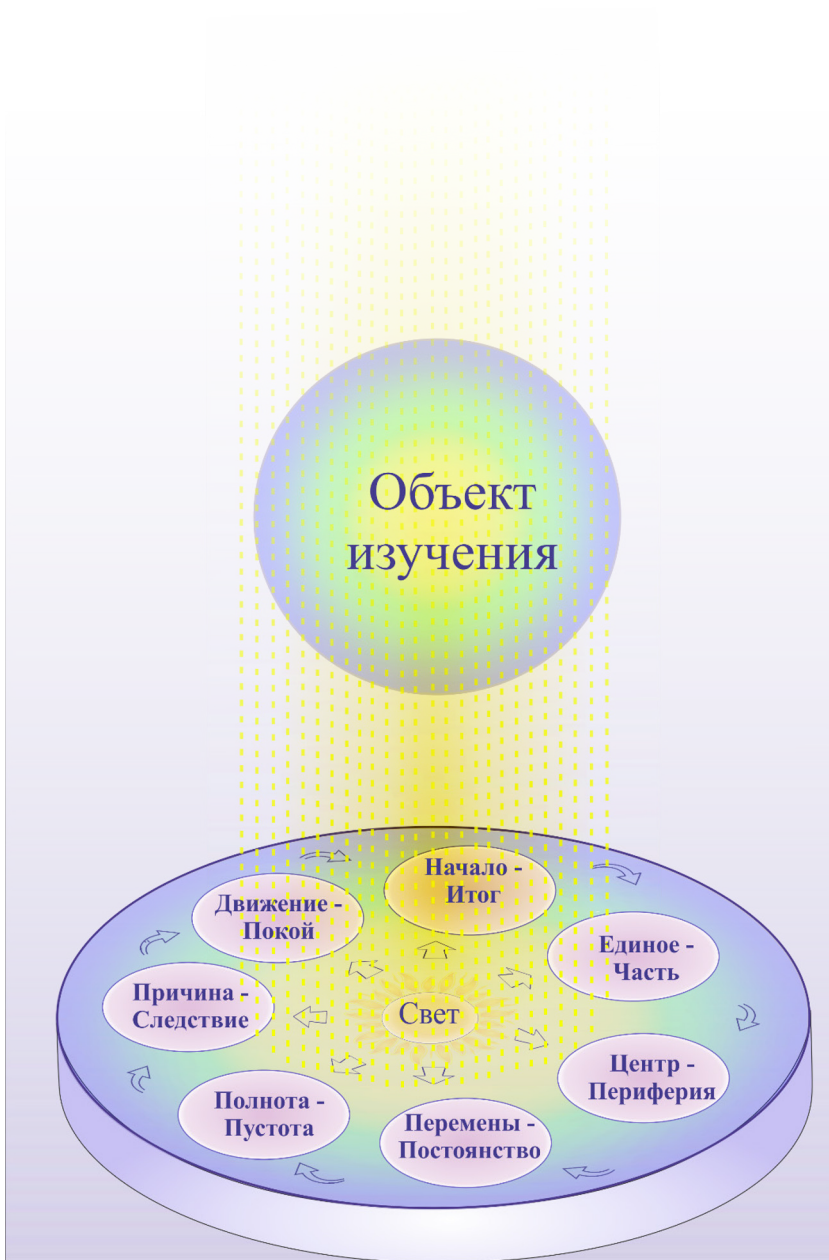 Объект
изучения
Начало -
Итог
Движение -
Покой
Единое -
Часть
Причина -
Следствие
Свет
Центр -
Периферия
Полнота -
Пустота
Перемены -
Постоянство